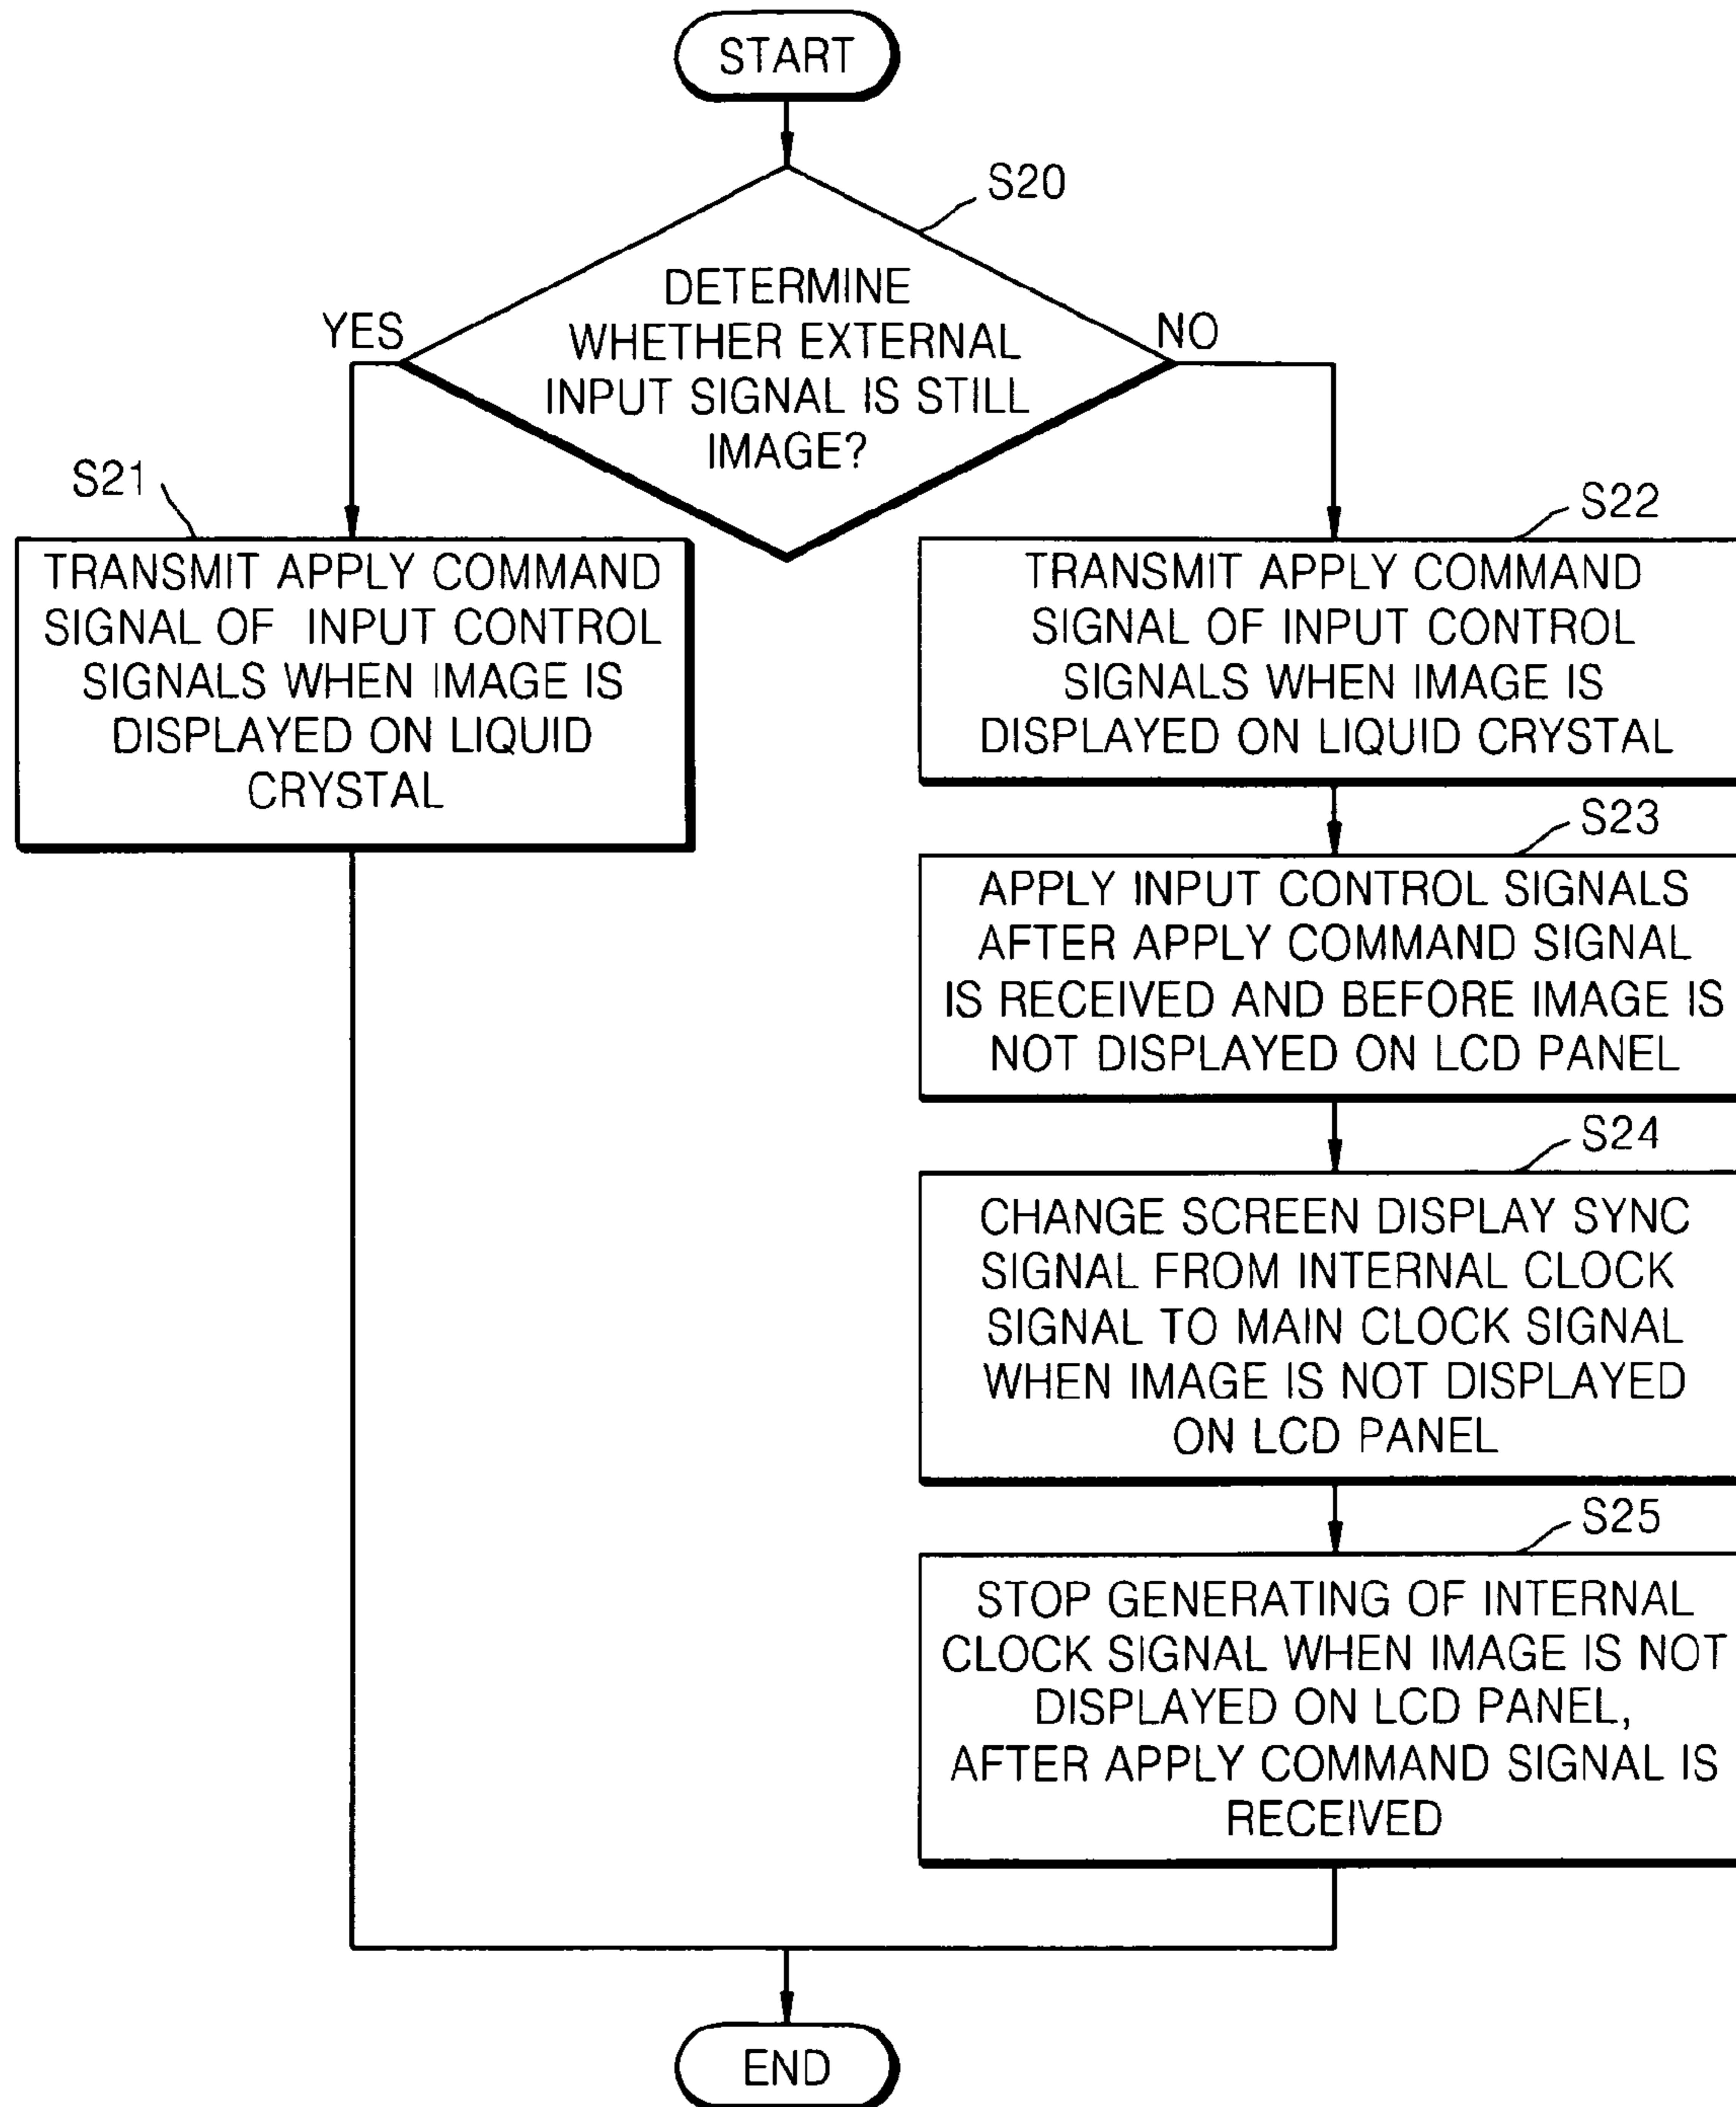 START
S20
DETERMINE
WHETHER EXTERNAL
INPUT SIGNAL IS STILL
IMAGE?
YES
NO
S21
TRANSMIT APPLY COMMAND
SIGNAL OF INPUT CONTROL
SIGNALS WHEN IMAGE IS
DISPLAYED ON LIQUID
CRYSTAL
S22
TRANSMIT APPLY COMMAND
SIGNAL OF INPUT CONTROL
SIGNALS WHEN IMAGE IS
DISPLAYED ON LIQUID CRYSTAL
S23
APPLY INPUT CONTROL SIGNALS
AFTER APPLY COMMAND SIGNAL
IS RECEIVED AND BEFORE IMAGE IS
NOT DISPLAYED ON LCD PANEL
S24
CHANGE SCREEN DISPLAY SYNC
SIGNAL FROM INTERNAL CLOCK
SIGNAL TO MAIN CLOCK SIGNAL
WHEN IMAGE IS NOT DISPLAYED
ON LCD PANEL
S25
STOP GENERATING OF INTERNAL
CLOCK SIGNAL WHEN IMAGE IS NOT
DISPLAYED ON LCD PANEL,
AFTER APPLY COMMAND SIGNAL IS
RECEIVED
END